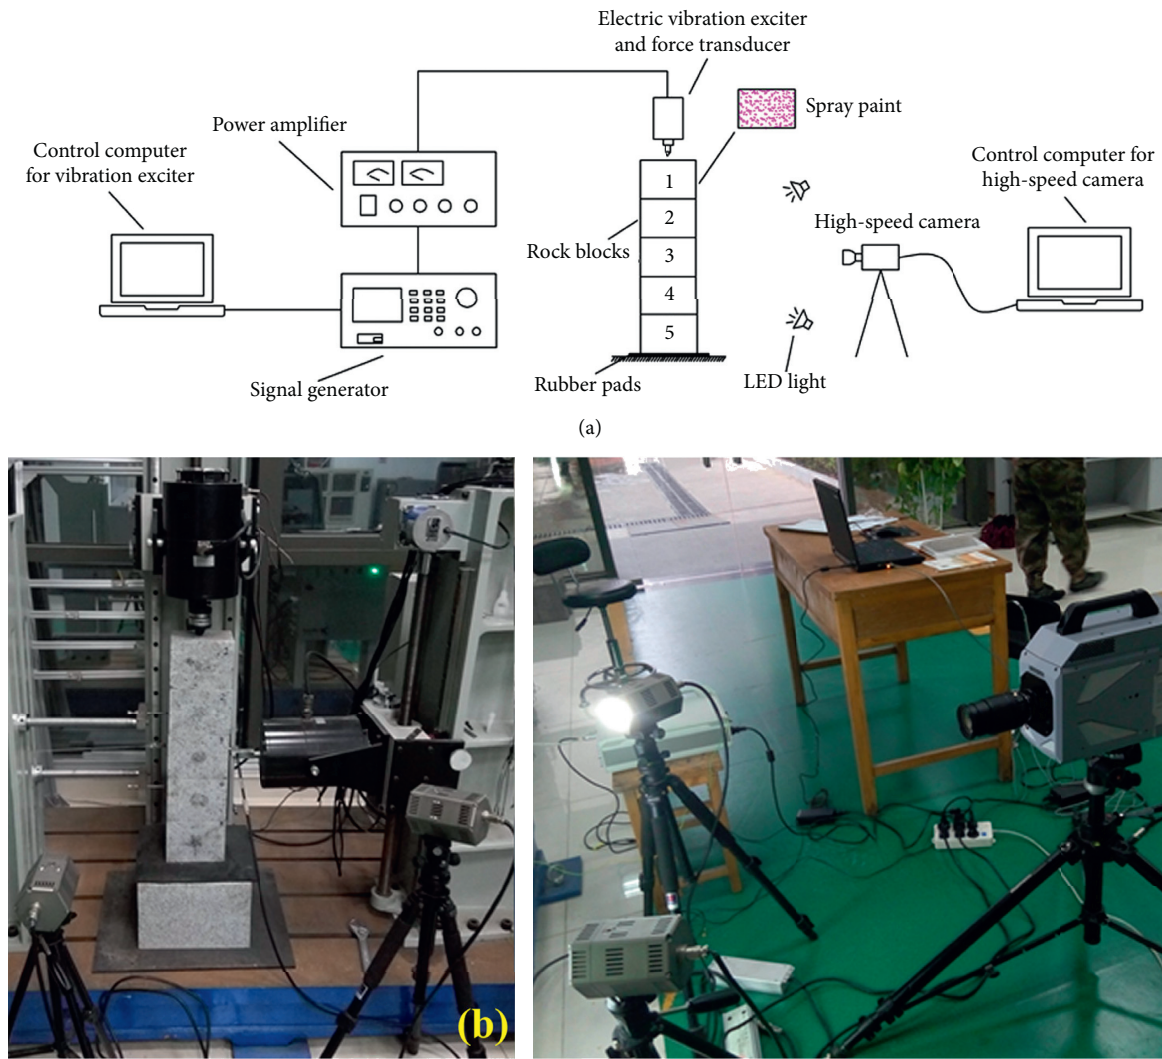 Electric vibration exciter
and force transducer
Spray paint
Power amplifier
Control computer
for vibration exciter
Control computer for
high-speed camera
1
High-speed camera
2
Rock blocks
3
4
5
Signal generator
Rubber pads
LED light
(a)
(b)